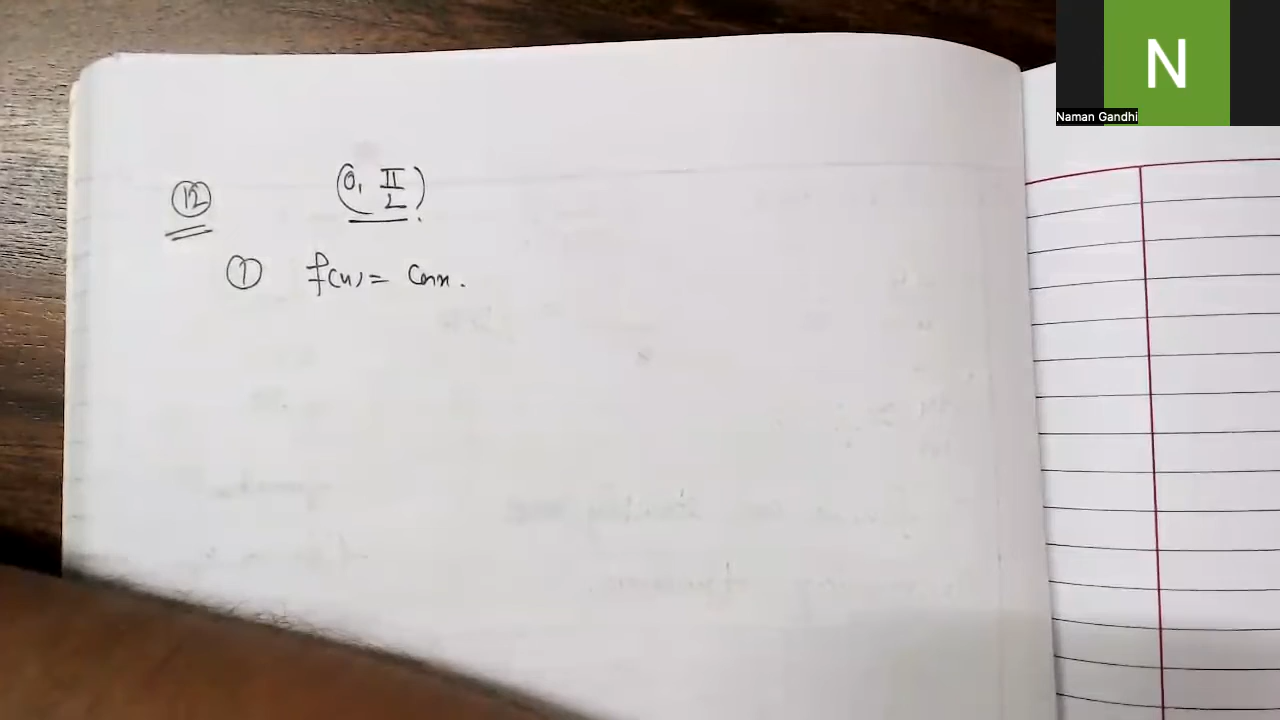 N
Naman Gandhi
12 (0, π/2)
① f(x) = Cosx.